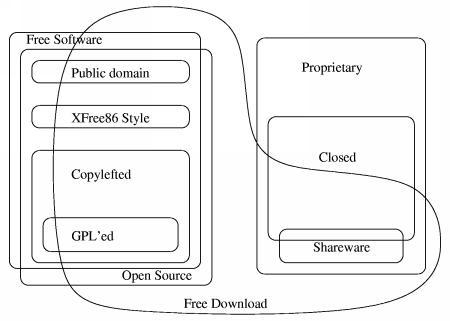 Free Software
Public domain
XFree86 Style
Copylefted
GPL'ed
Open Source
Proprietary
Closed
Shareware
Free Download